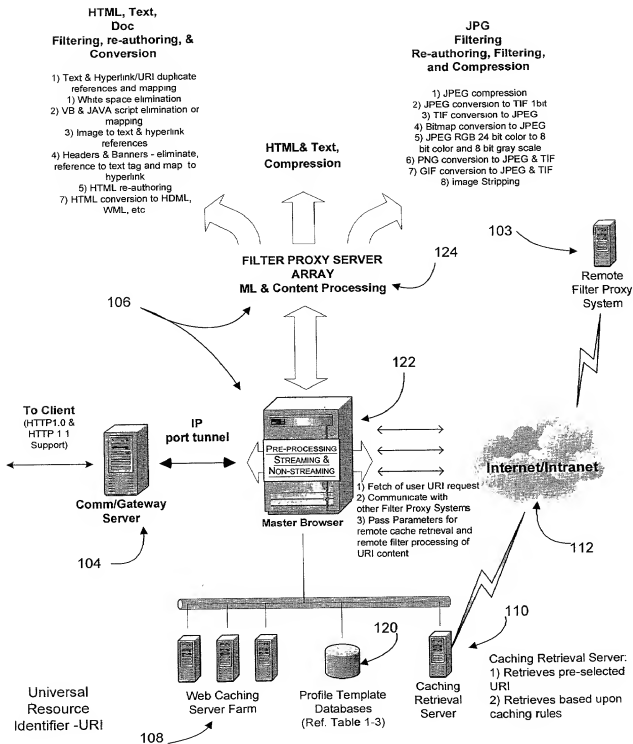 HTML, Text,
Doc
Filtering, re-authoring, &
Conversion
1) Text & Hyperlink/URI duplicate
references and mapping
1) White space elimination
2) VB & JAVA script elimination or
mapping
3) Image to text & hyperlink
references
4) Headers & Banners - eliminate,
reference to text tag and map to
hyperlink
5) HTML re-authoring
7) HTML conversion to HDML,
WML, etc
HTML& Text,
Compression
JPG
Filtering
Re-authoring, Filtering,
and Compression
1) JPEG compression
2) JPEG conversion to TIF 1bit
3) TIF conversion to JPEG
4) Bitmap conversion to JPEG
5) JPEG RGB 24 bit color to 8
bit color and 8 bit gray scale
6) PNG conversion to JPEG & TIF
7) GIF conversion to JPEG & TIF
8) image Stripping
103
Remote
Filter Proxy
System
FILTER PROXY SERVER
ARRAY
ML & Content Processing
124
106
122
To Client
(HTTP1.0 &
HTTP 1 1
Support)
IP
port tunnel
Comm/Gateway
Server
104
PRE-PROCESSING
STREAMING &
NON-STREAMING
Master Browser
1) Fetch of user URI request
2) Communicate with
other Filter Proxy Systems
3) Pass Parameters for
remote cache retrieval and
remote filter processing of
URI content
Internet/Intranet
112
120
110
Web Caching
Server Farm
108
Profile Template
Databases
(Ref. Table 1-3)
Caching
Retrieval
Server
Caching Retrieval Server:
1) Retrieves pre-selected
URI
2) Retrieves based upon
caching rules
Universal
Resource
Identifier -URI